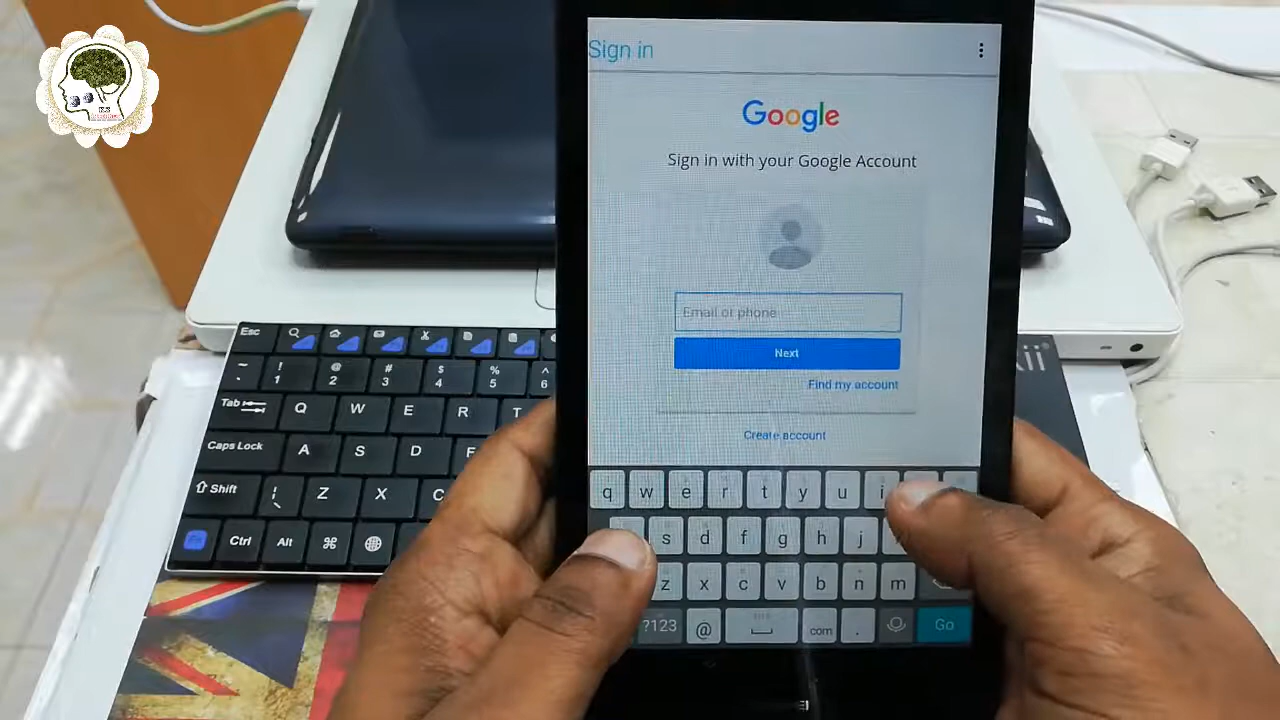 Sign in
Google
Sign in with your Google Account
Email or phone
Next
Find my account
Create account
q w e r t y u i
s d f g h j
z x c v b n m
?123 @ com . Go
Esc
~ ! @ # $ % ^
` 1 2 3 4 5 6
Tab Q W E R T
Caps Lock A S D F
Shift Z X C
Fn Ctrl Alt ⌘